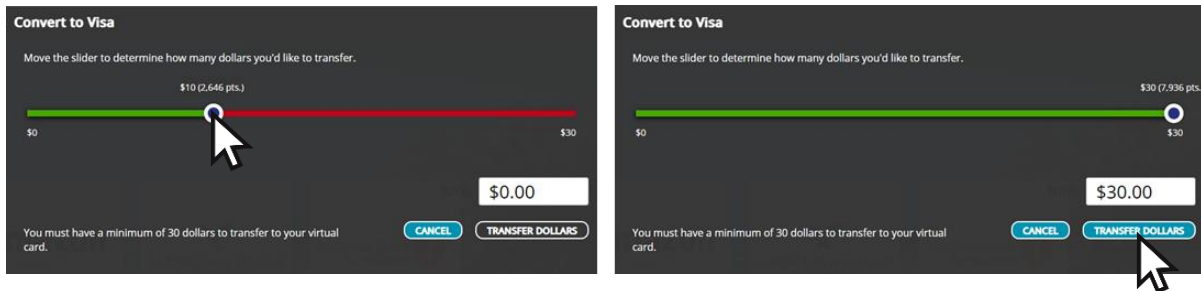 Convert to Visa
Move the slider to determine how many dollars you'd like to transfer.
$10 (2,646 pts.)
$0
$30
$0.00
You must have a minimum of 30 dollars to transfer to your virtual
card.
CANCEL
TRANSFER DOLLARS
Convert to Visa
Move the slider to determine how many dollars you'd like to transfer.
$30 (7,936 pts.
$0
$30
$30.00
You must have a minimum of 30 dollars to transfer to your virtual
card.
CANCEL
TRANSFER DOLLARS